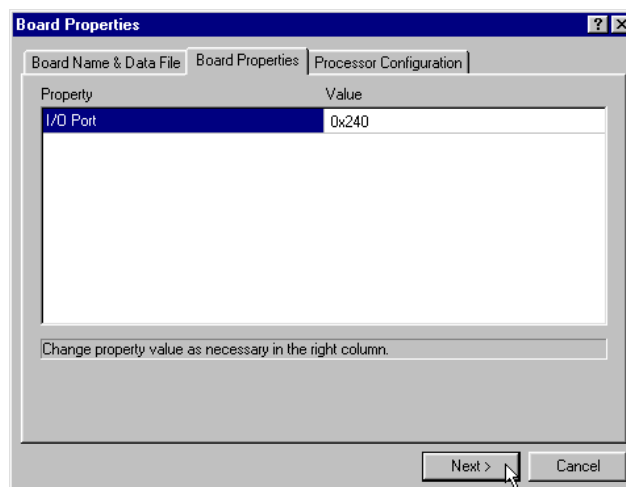 Board Properties
Board Name & Data File Board Properties Processor Configuration
Property Value
I/O Port 0x240
Change property value as necessary in the right column.
Next > Cancel